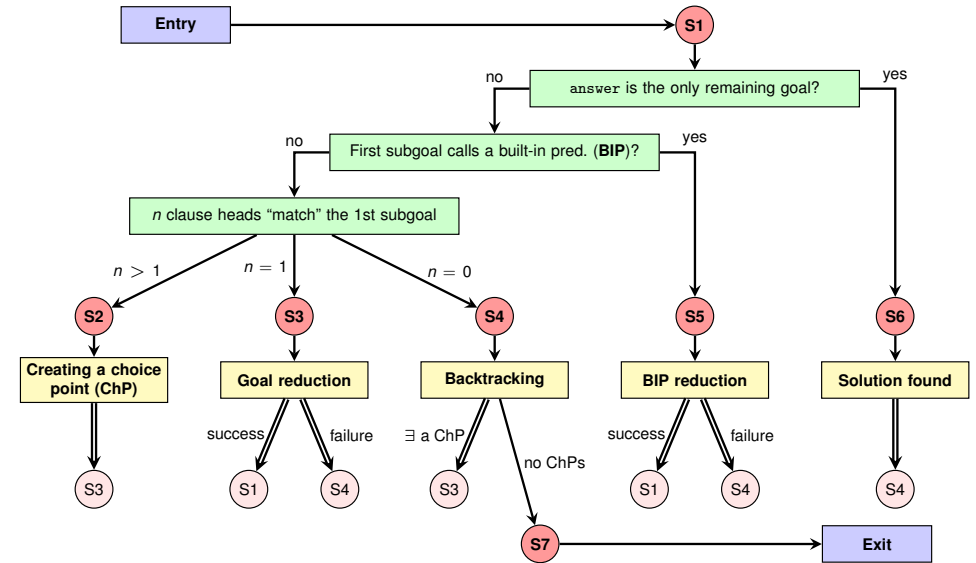 Entry
S1
answer is the only remaining goal?
no
yes
First subgoal calls a built-in pred. (BIP)?
no
yes
n clause heads “match” the 1st subgoal
n > 1
n = 1
n = 0
S2
S3
S4
S5
S6
Creating a choice
point (ChP)
Goal reduction
Backtracking
BIP reduction
Solution found
success
failure
∃ a ChP
no ChPs
success
failure
S3
S1
S4
S3
S1
S4
S4
S7
Exit